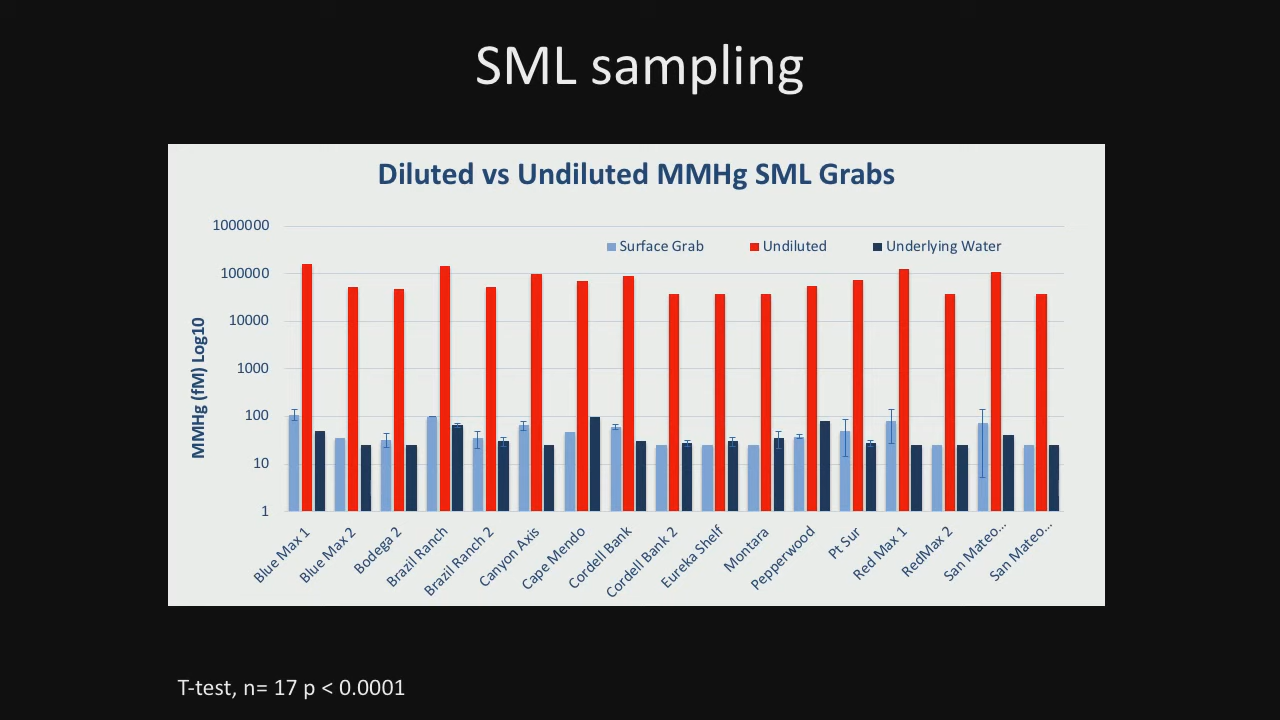 SML sampling
Diluted vs Undiluted MMHg SML Grabs
1000000
100000
10000
1000
100
10
1
MMHg (fM) Log10
Surface Grab Undiluted Underlying Water
Blue Max 1
Blue Max 2
Bodega 2
Brazil Ranch
Brazil Ranch 2
Canyon Axis
Cape Mendo
Cordell Bank
Cordell Bank 2
Eureka Shelf
Montara
Pepperwood
Pt Sur
Red Max 1
RedMax 2
San Mateo...
San Mateo...
T-test, n= 17 p < 0.0001